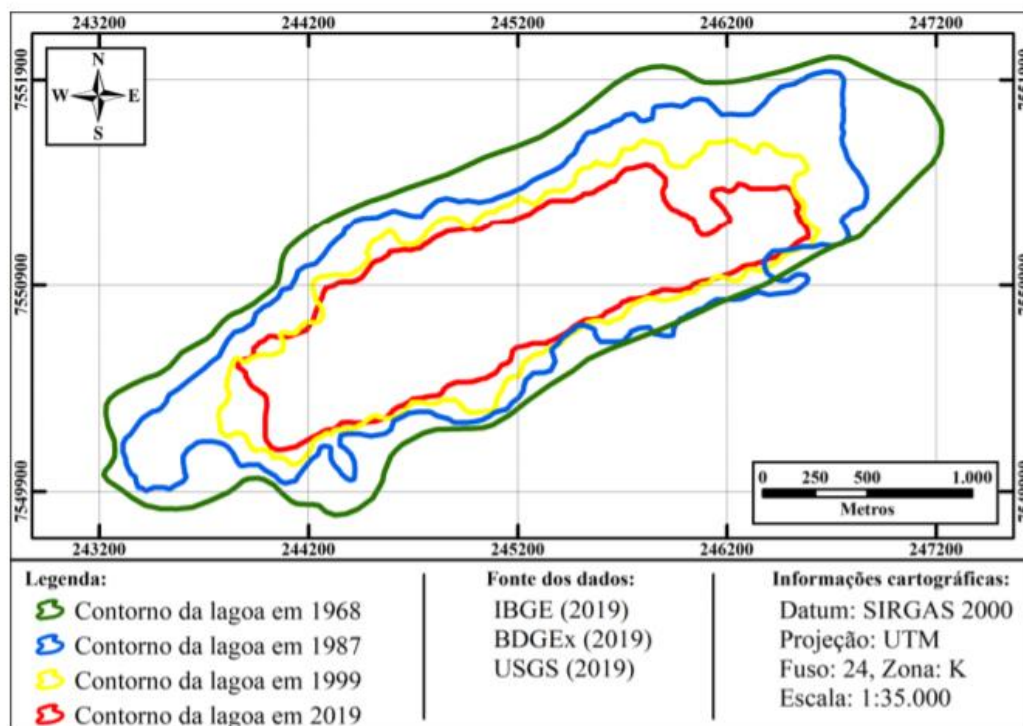 243200 244200 245200 246200 247200
7551900 7551900
N
W E
S
7550900 7550900
0 250 500 1.000
Metros
7549900 7549900
243200 244200 245200 246200 247200
Legenda:
Contorno da lagoa em 1968
Contorno da lagoa em 1987
Contorno da lagoa em 1999
Contorno da lagoa em 2019
Fonte dos dados:
IBGE (2019)
BDGEx (2019)
USGS (2019)
Informações cartográficas:
Datum: SIRGAS 2000
Projeção: UTM
Fuso: 24, Zona: K
Escala: 1:35.000